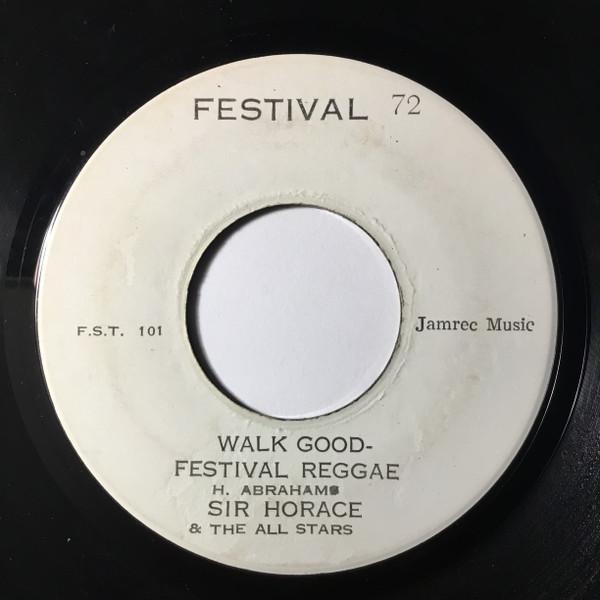 FESTIVAL 72
F.S.T. 101
Jamrec Music
WALK GOOD-
FESTIVAL REGGAE
H. ABRAHAMS
SIR HORACE
& THE ALL STARS